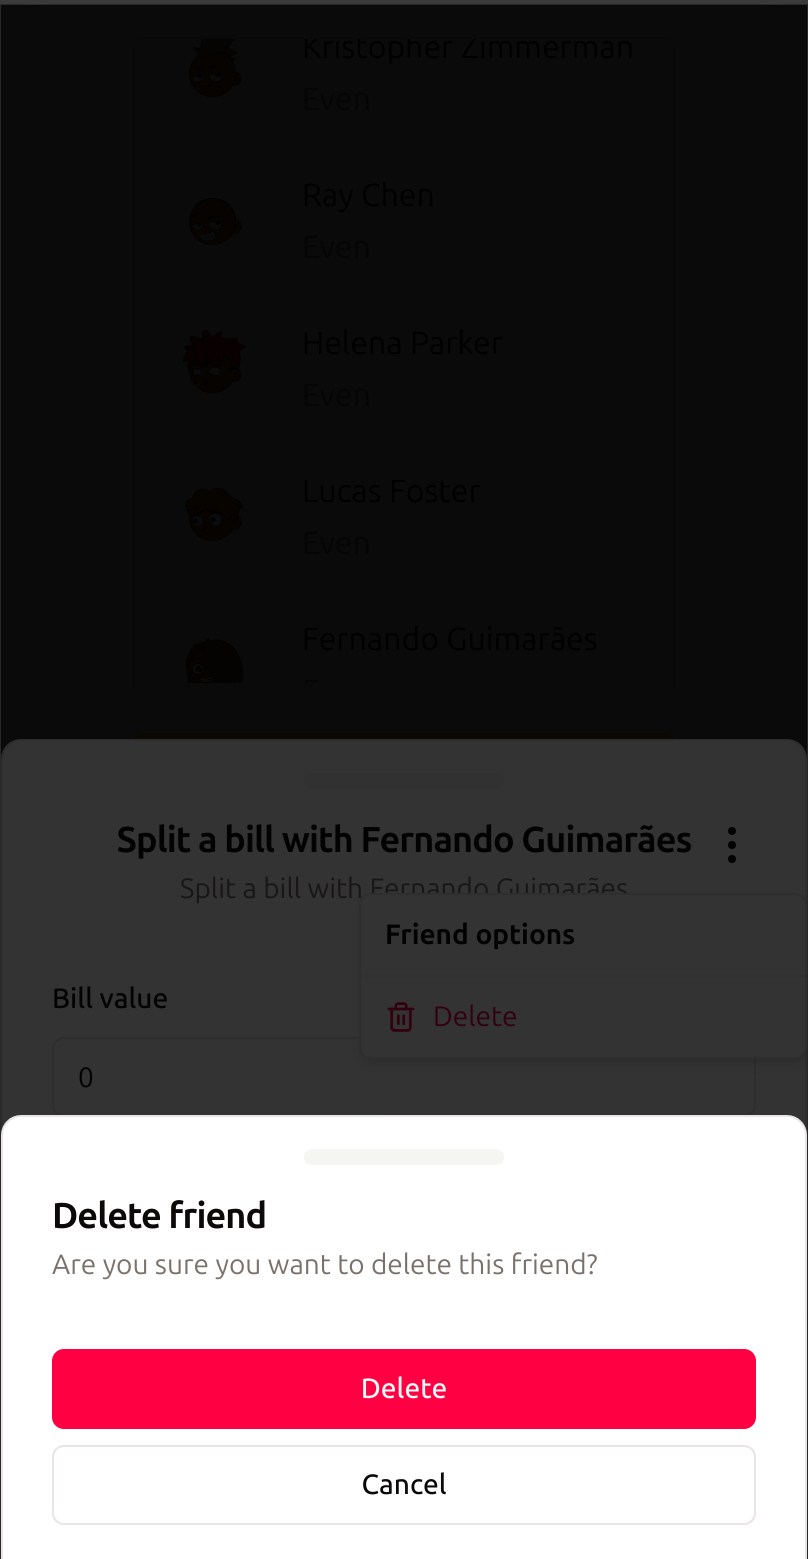 Kristopher Zimmerman
Even
Ray Chen
Even
Helena Parker
Even
Lucas Foster
Even
Fernando Guimarães
Split a bill with Fernando Guimarães
Split a bill with Fernando Guimarães
Friend options
Bill value
Delete
0
Delete friend
Are you sure you want to delete this friend?
Delete
Cancel